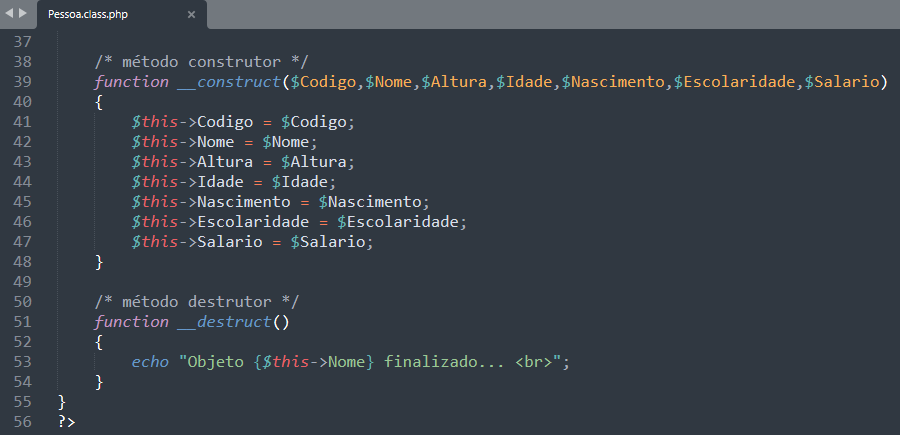 Pessoa.class.php ×
37
38 /* método construtor */
39 function __construct($Codigo,$Nome,$Altura,$Idade,$Nascimento,$Escolaridade,$Salario)
40 {
41 $this->Codigo = $Codigo;
42 $this->Nome = $Nome;
43 $this->Altura = $Altura;
44 $this->Idade = $Idade;
45 $this->Nascimento = $Nascimento;
46 $this->Escolaridade = $Escolaridade;
47 $this->Salario = $Salario;
48 }
49
50 /* método destrutor */
51 function __destruct()
52 {
53 echo "Objeto {$this->Nome} finalizado... <br>";
54 }
55 }
56 ?>